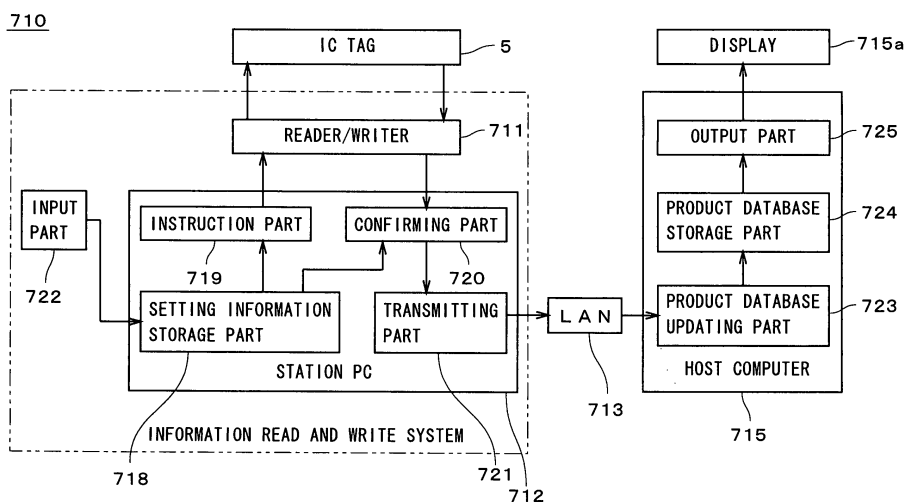 710
IC TAG
5
DISPLAY
715a
READER/WRITER
711
OUTPUT PART
725
INPUT
PART
722
INSTRUCTION PART
719
CONFIRMING PART
720
PRODUCT DATABASE
STORAGE PART
724
SETTING INFORMATION
STORAGE PART
TRANSMITTING
PART
LAN
713
PRODUCT DATABASE
UPDATING PART
723
STATION PC
HOST COMPUTER
715
INFORMATION READ AND WRITE SYSTEM
718
721
712